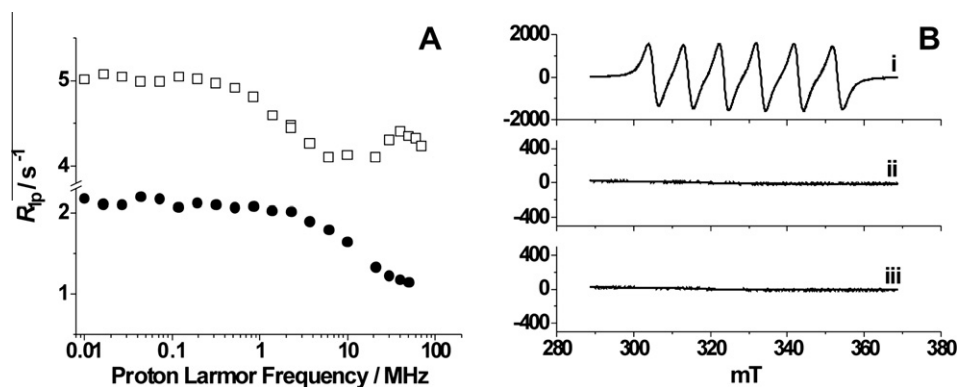 A
5
4
2
1
R1p / s-1
0.01 0.1 1 10 100
Proton Larmor Frequency / MHz
B
2000
0
-2000
i
400
0
-400
ii
400
0
-400
iii
280 300 320 340 360 380
mT